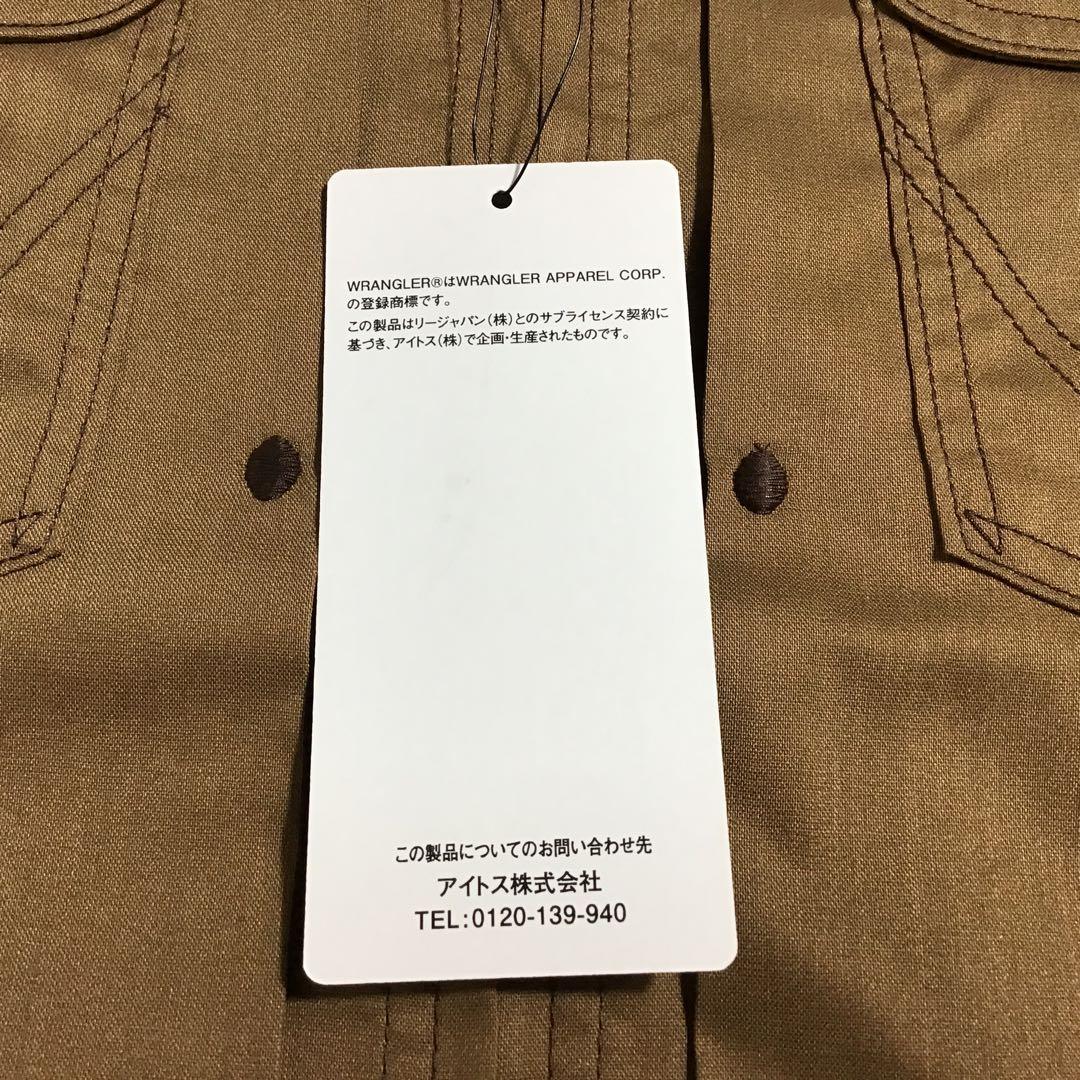 WRANGLER®はWRANGLER APPAREL CORP.
の登録商標です。
この製品はリージャパン(株)とのサブライセンス契約に
基づき、アイトス(株)で企画・生産されたものです。
この製品についてのお問い合わせ先
アイトス株式会社
TEL:0120-139-940